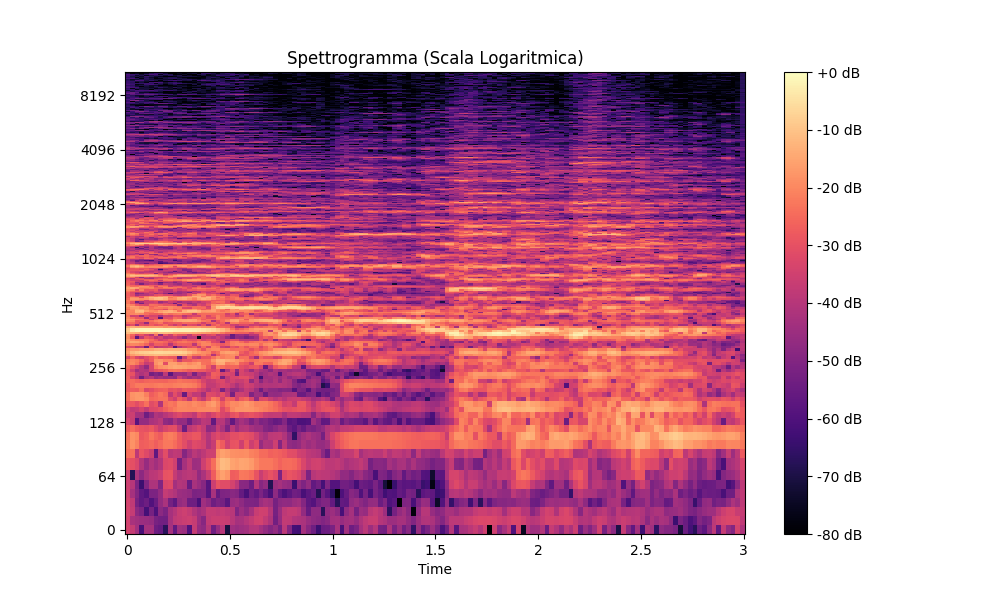 Spettrogramma (Scala Logaritmica)
8192
4096
2048
1024
512
256
128
64
0
Hz
0
0.5
1
1.5
2
2.5
3
Time
+0 dB
-10 dB
-20 dB
-30 dB
-40 dB
-50 dB
-60 dB
-70 dB
-80 dB